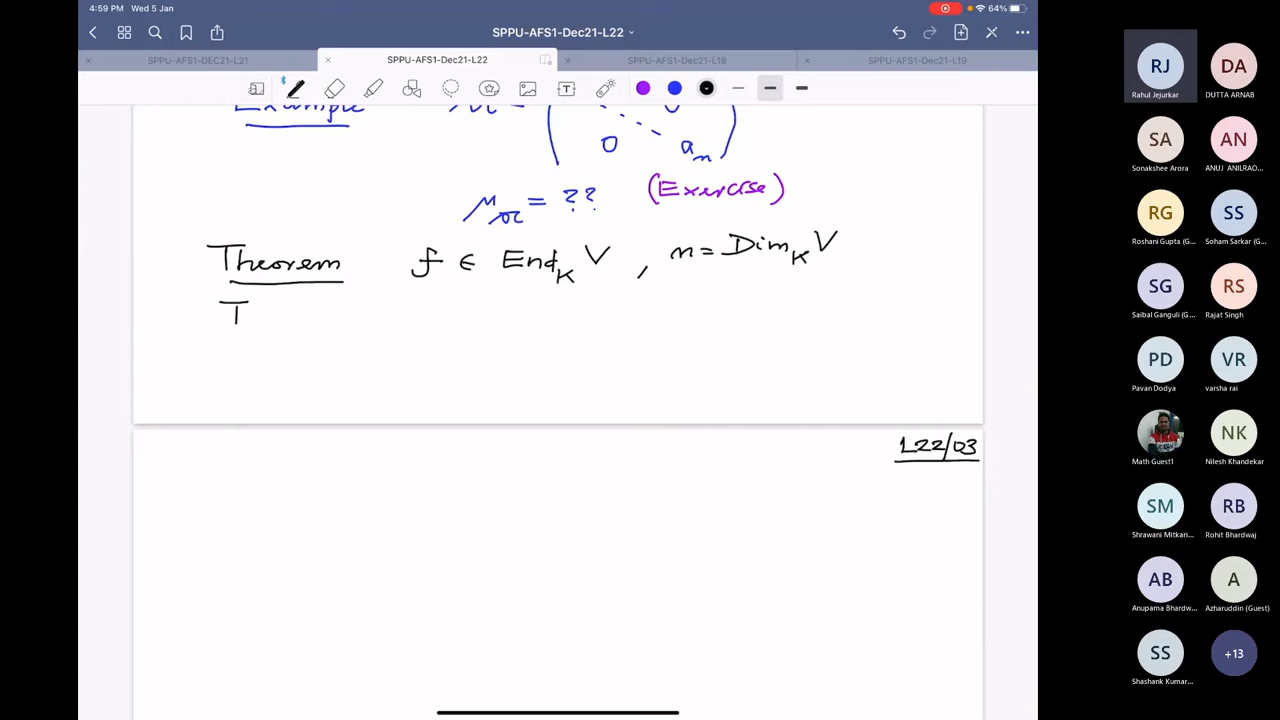 4:59 PM Wed 5 Jan
64%
SPPU-AFS1-Dec21-L22
SPPU-AFS1-DEC21-L21
SPPU-AFS1-Dec21-L22
SPPU-AFS1-Dec21-L18
SPPU-AFS1-Dec21-L19
Example
0
0 a_n
μ_𝔄 = ?? (Exercise)
Theorem f ∈ End_K V , n = Dim_K V
T
L22/03
RJ
Rahul Jejurkar
DA
DUTTA ARNAB
SA
Sonakshee Arora
AN
ANUJ ANILRAO...
RG
Roshani Gupta (G...
SS
Soham Sarkar (G...
SG
Saibal Ganguli (G...
RS
Rajat Singh
PD
Pavan Dodya
VR
varsha rai
Math Guest1
NK
Nilesh Khandekar
SM
Shrawani Mitkari...
RB
Rohit Bhardwaj
AB
Anupama Bhardw...
A
Azharuddin (Guest)
SS
Shashank Kumar...
+13